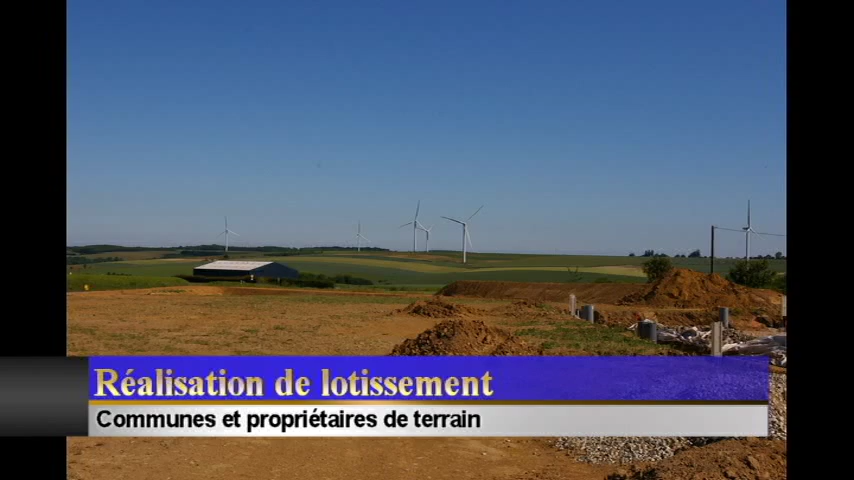 Réalisation de lotissement
Communes et propriétaires de terrain